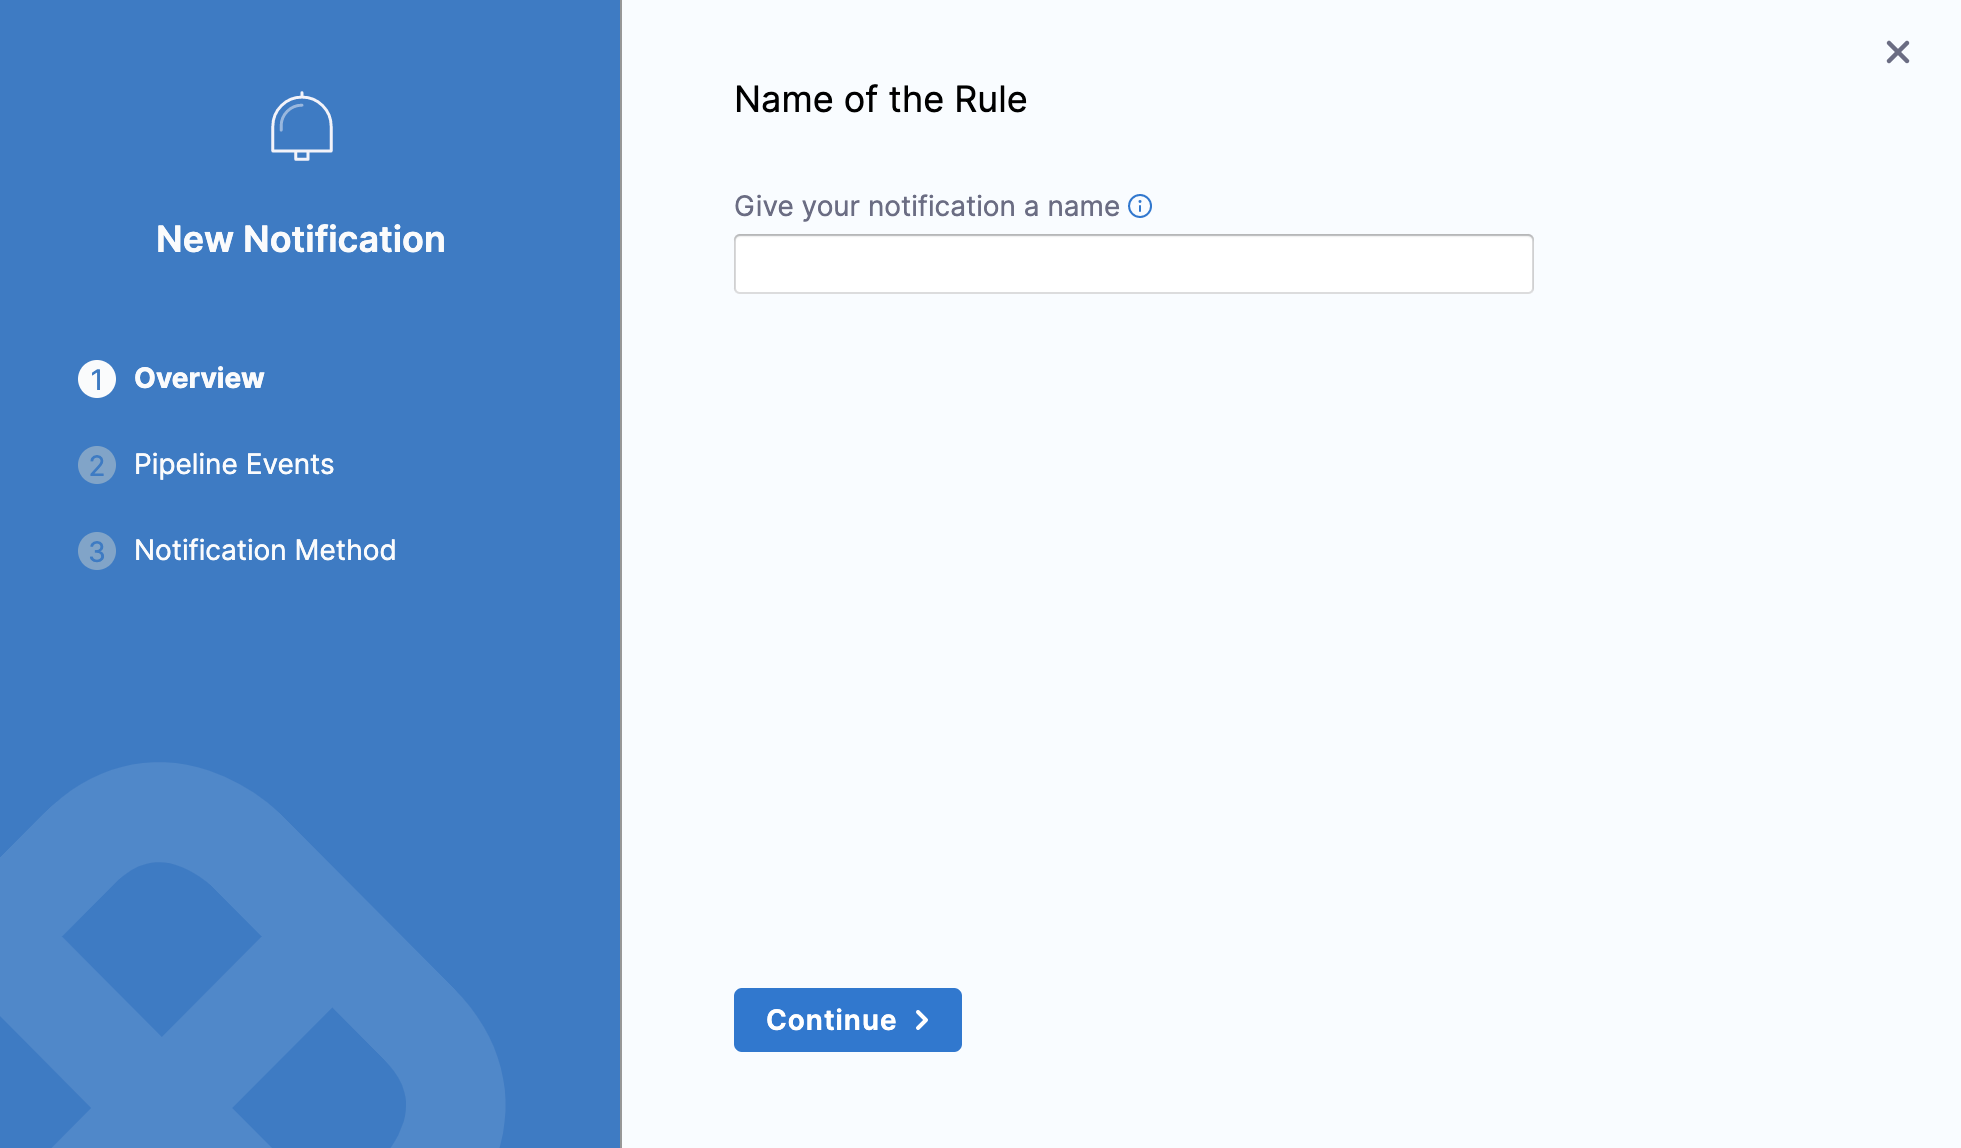 New Notification
1 Overview
2 Pipeline Events
3 Notification Method
Name of the Rule
Give your notification a name
Continue